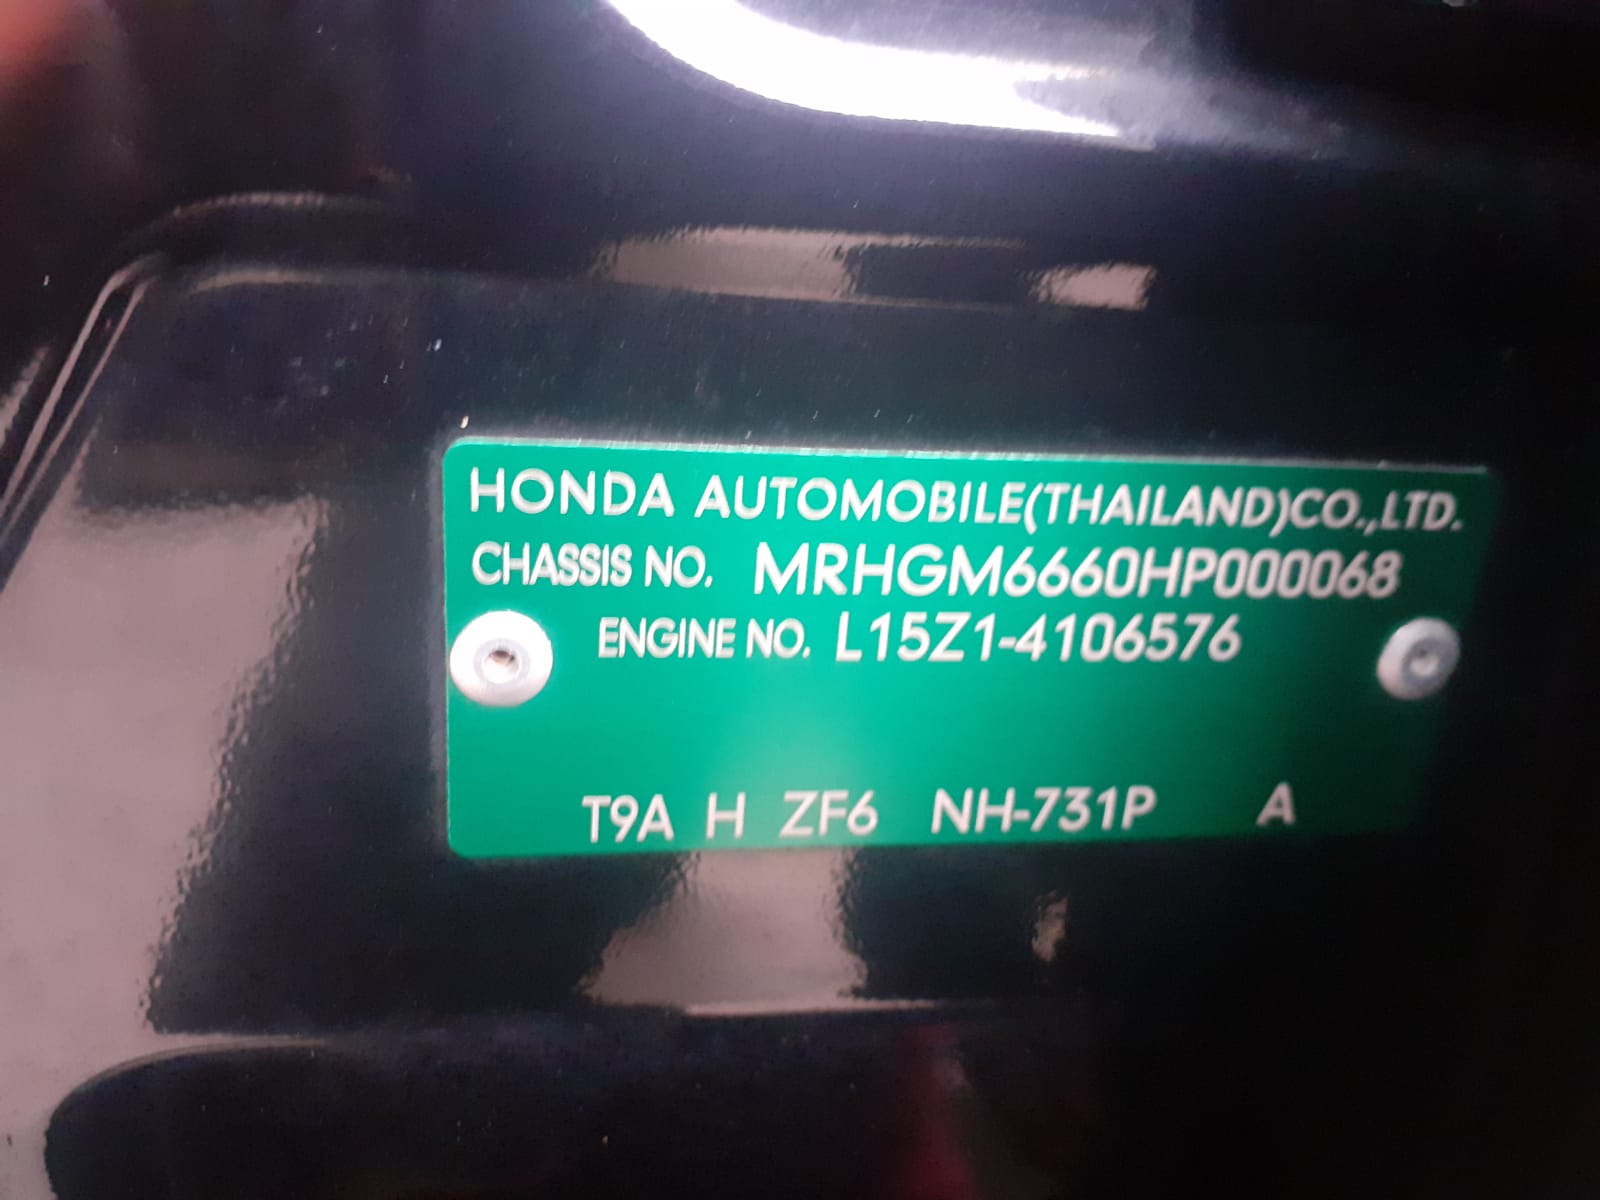 HONDA AUTOMOBILE(THAILAND)CO.,LTD.
CHASSIS NO. MRHGM6660HP000068
ENGINE NO. L15Z1-4106576
T9A H ZF6 NH-731P A